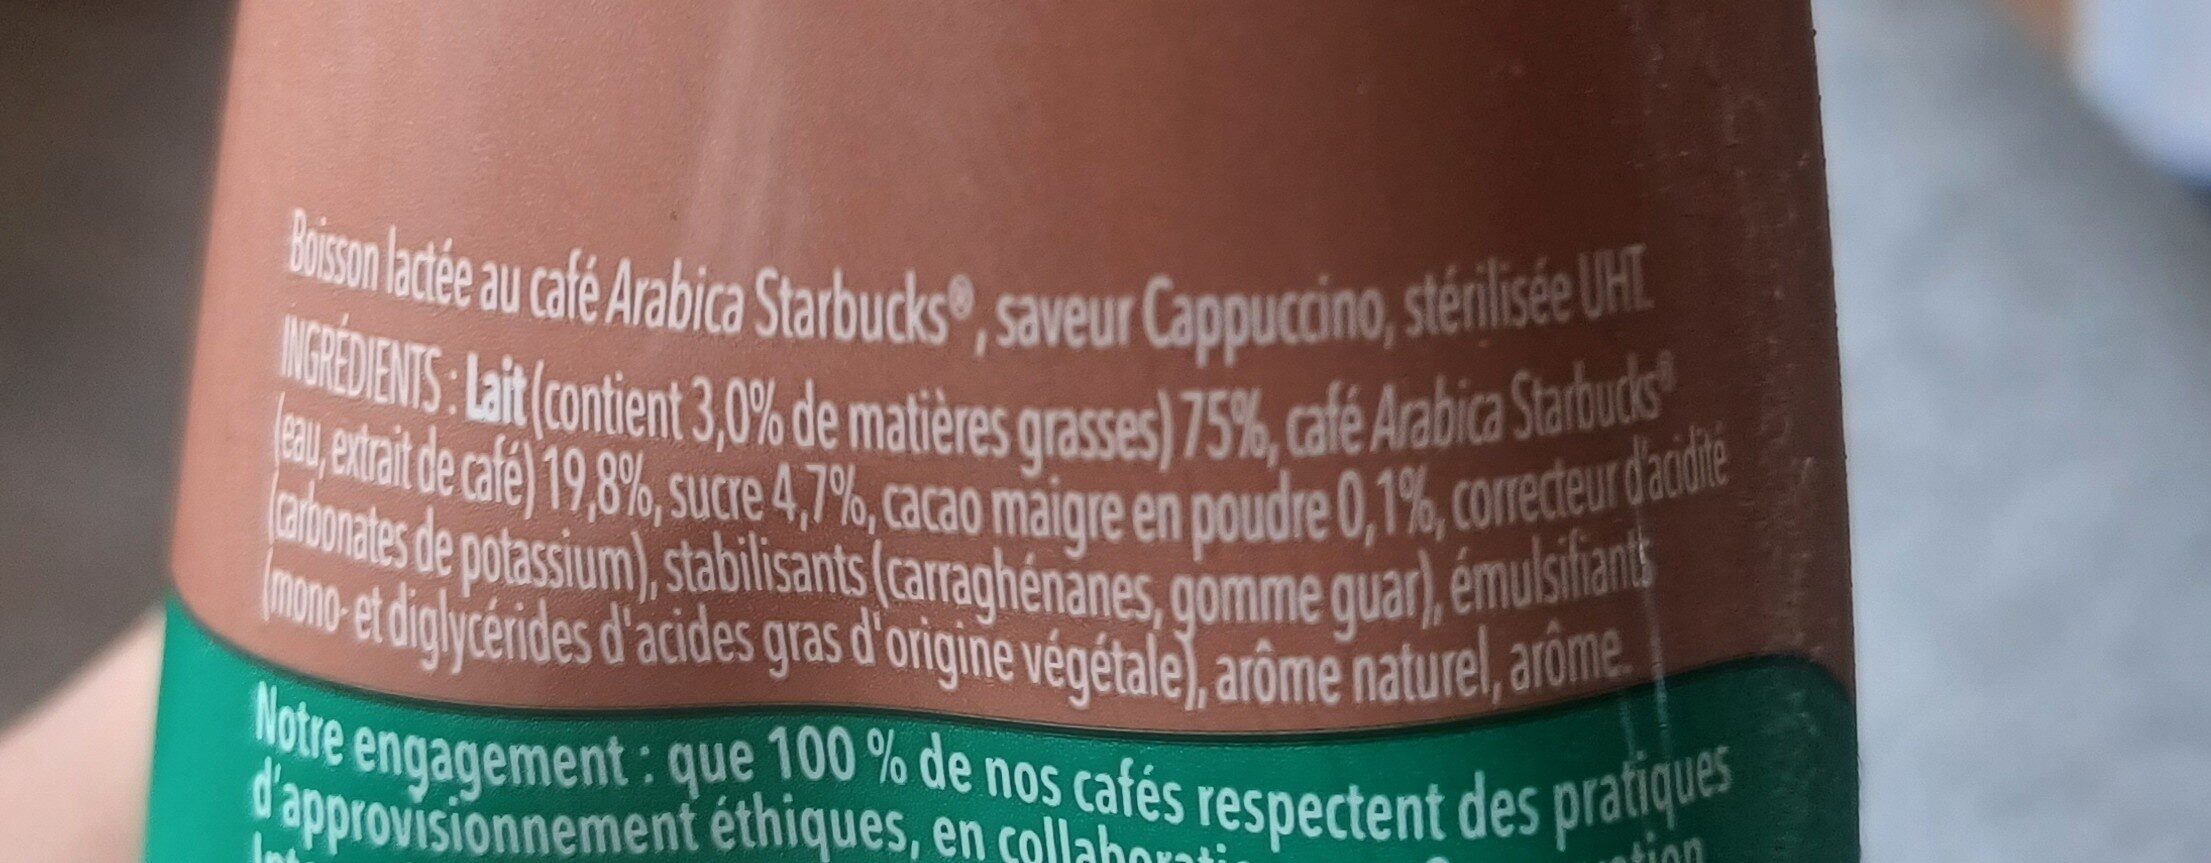 Boisson lactée au café Arabica Starbucks®, saveur Cappuccino, stérilisée UHT.
INGRÉDIENTS : Lait (contient 3,0% de matières grasses) 75%, café Arabica Starbucks®
(eau, extrait de café) 19,8%, sucre 4,7%, cacao maigre en poudre 0,1%, correcteur d'acidité
(carbonates de potassium), stabilisants (carraghénanes, gomme guar), émulsifiants
(mono- et diglycérides d'acides gras d'origine végétale), arôme naturel, arôme.
Notre engagement : que 100 % de nos cafés respectent des pratiques
d'approvisionnement éthiques, en